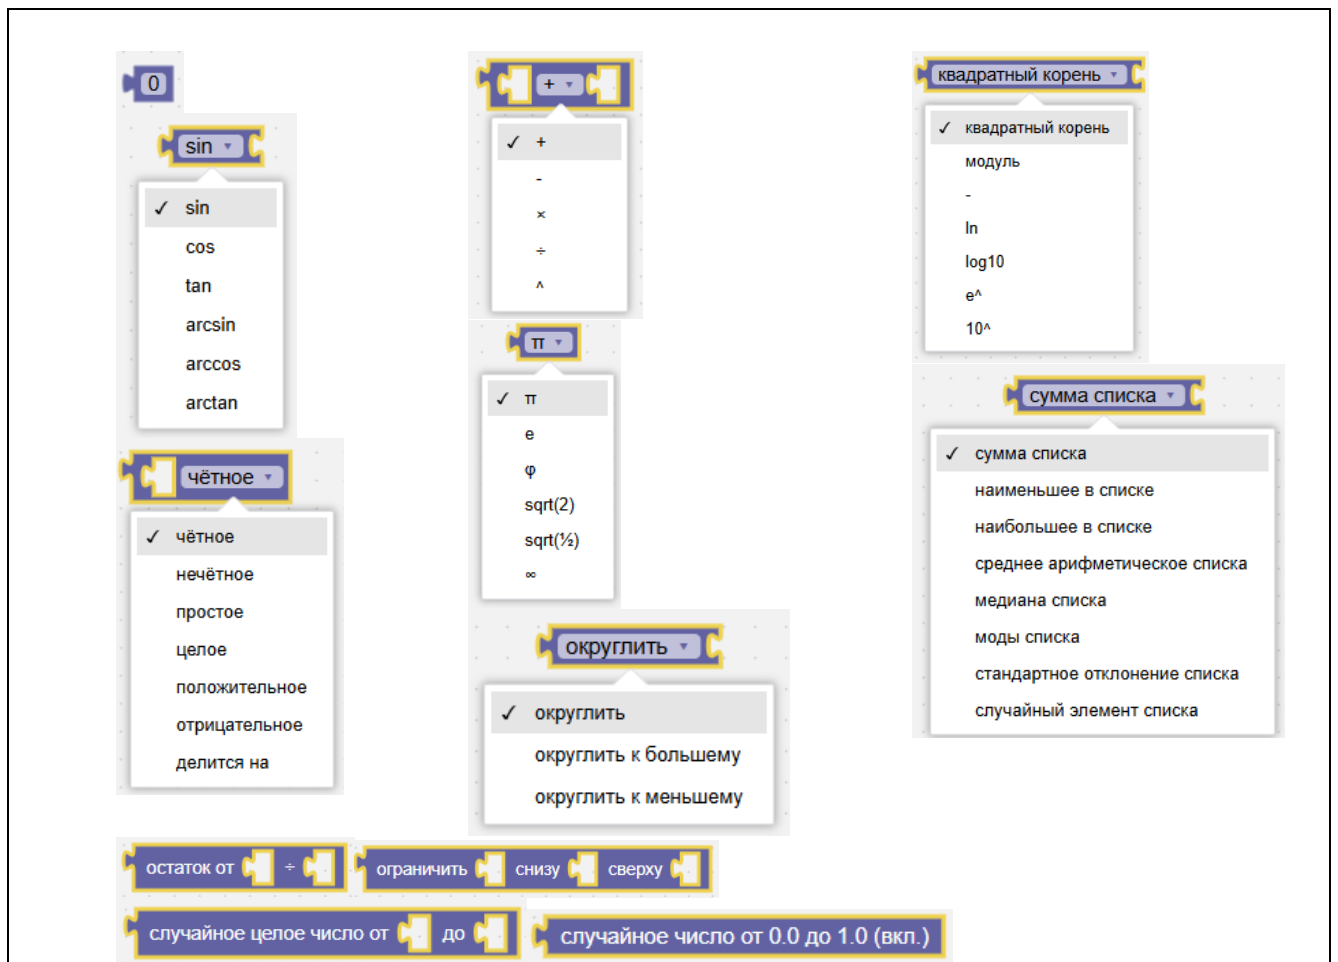 0
sin
✓ sin
cos
tan
arcsin
arccos
arctan
чётное
✓ чётное
нечётное
простое
целое
положительное
отрицательное
делится на
+
✓ +
-
×
÷
^
π
✓ π
e
φ
sqrt(2)
sqrt(½)
∞
округлить
✓ округлить
округлить к большему
округлить к меньшему
квадратный корень
✓ квадратный корень
модуль
-
ln
log10
e^
10^
сумма списка
✓ сумма списка
наименьшее в списке
наибольшее в списке
среднее арифметическое списка
медиана списка
моды списка
стандартное отклонение списка
случайный элемент списка
остаток от ÷
ограничить снизу сверху
случайное целое число от до
случайное число от 0.0 до 1.0 (вкл.)